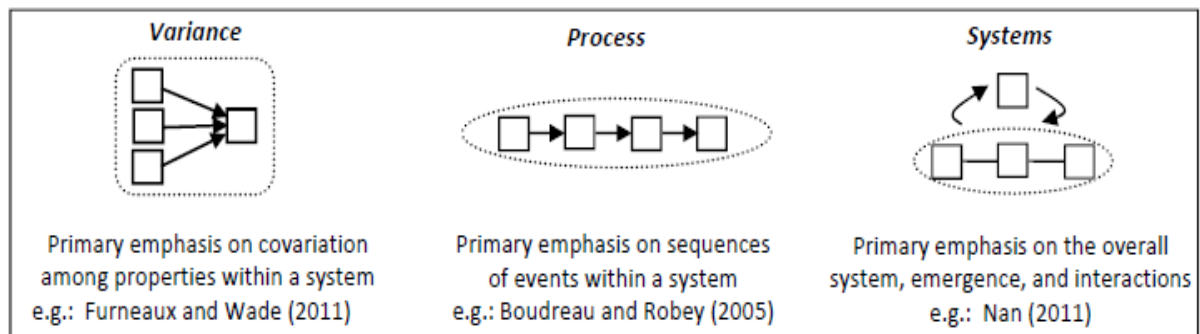 Variance
Primary emphasis on covariation
among properties within a system
e.g.: Furneaux and Wade (2011)
Process
Primary emphasis on sequences
of events within a system
e.g.: Boudreau and Robey (2005)
Systems
Primary emphasis on the overall
system, emergence, and interactions
e.g.: Nan (2011)